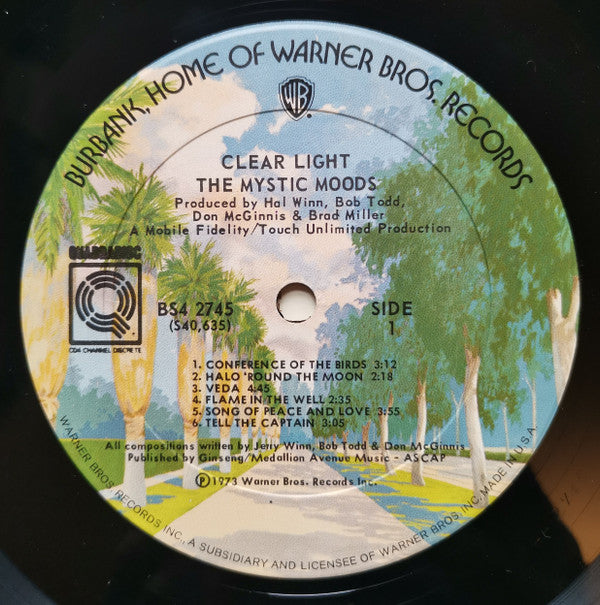 BURBANK, HOME OF WARNER BROS. RECORDS
WB
CLEAR LIGHT
THE MYSTIC MOODS
Produced by Hal Winn, Bob Todd,
Don McGinnis & Brad Miller
A Mobile Fidelity/Touch Unlimited Production
QUADRADISC
CD4 CHANNEL DISCRETE
BS4 2745
(S40,635)
SIDE
1
1. CONFERENCE OF THE BIRDS 3:12
2. HALO 'ROUND THE MOON 2:18
3. VEDA 4:45
4. FLAME IN THE WELL 2:35
5. SONG OF PEACE AND LOVE 3:55
6. TELL THE CAPTAIN 3:05
All compositions written by Jerry Winn, Bob Todd & Don McGinnis
Published by Ginseng/Medallion Avenue Music - ASCAP
Ⓟ1973 Warner Bros. Records Inc.
WARNER BROS. RECORDS INC., A SUBSIDIARY AND LICENSEE OF WARNER BROS. INC. MADE IN U.S.A.